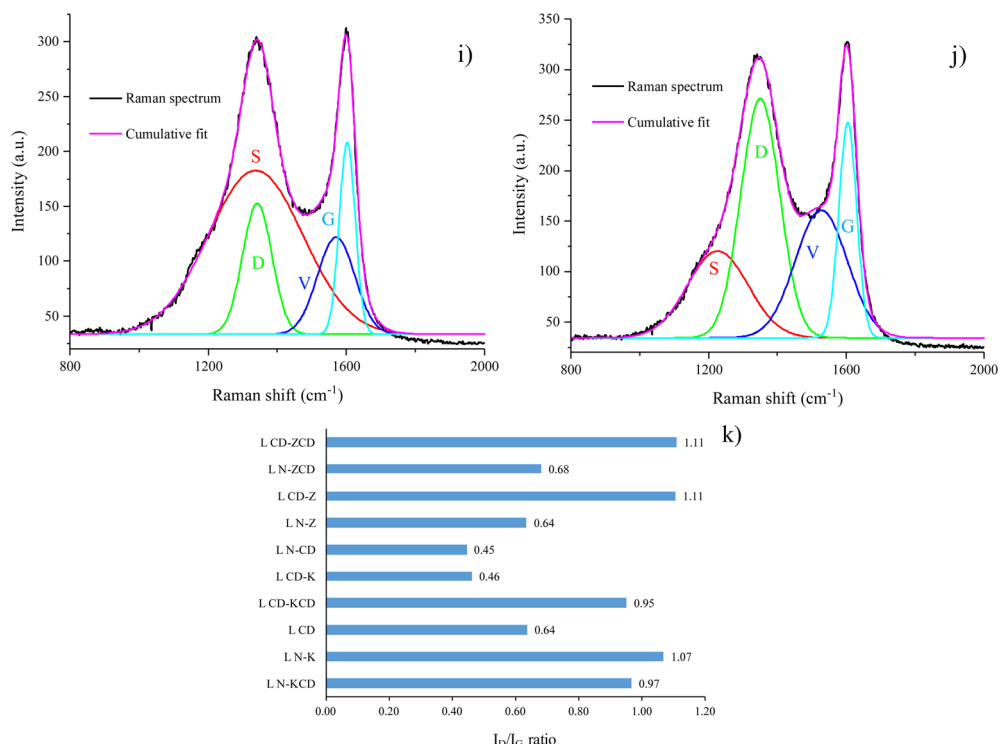 i)
300
250
200
150
100
50
Intensity (a.u.)
Raman spectrum
Cumulative fit
S
D
V
G
800
1200
1600
2000
Raman shift (cm-1)
j)
350
300
250
200
150
100
50
Intensity (a.u.)
Raman spectrum
Cumulative fit
S
D
V
G
800
1200
1600
2000
Raman shift (cm-1)
k)
L CD-ZCD 1.11
L N-ZCD 0.68
L CD-Z 1.11
L N-Z 0.64
L N-CD 0.45
L CD-K 0.46
L CD-KCD 0.95
L CD 0.64
L N-K 1.07
L N-KCD 0.97
0.00 0.20 0.40 0.60 0.80 1.00 1.20
ID/IG ratio